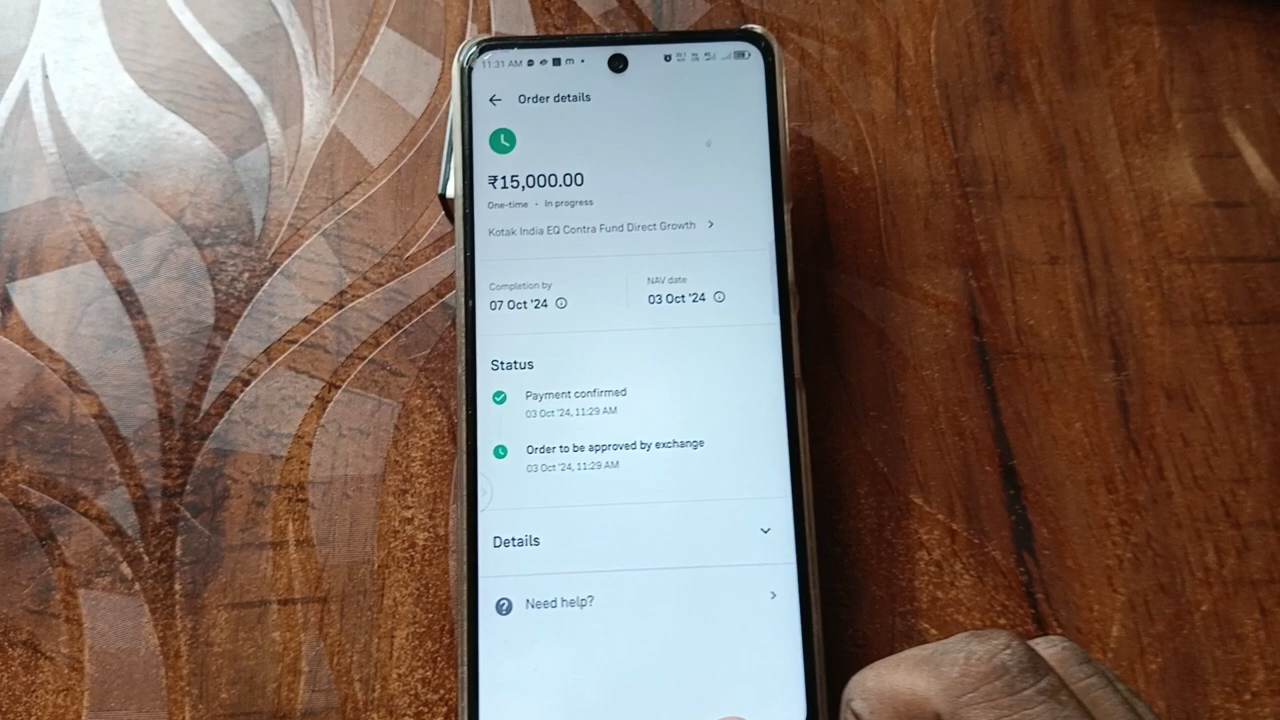 11:31 AM
Order details
₹15,000.00
One-time • In progress
Kotak India EQ Contra Fund Direct Growth
Completion by
07 Oct '24
NAV date
03 Oct '24
Status
Payment confirmed
03 Oct '24, 11:29 AM
Order to be approved by exchange
03 Oct '24, 11:29 AM
Details
Need help?